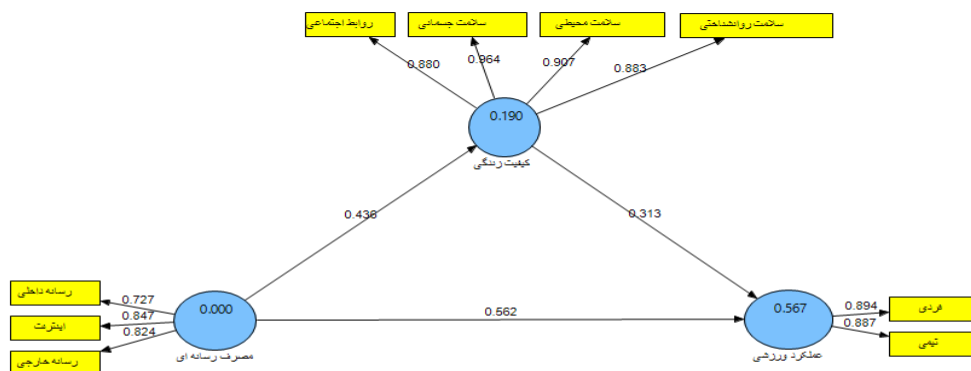 روابط اجتماعی
سلامت جسمانی
سلامت محیطی
سلامت روانشناختی
0.880
0.964
0.907
0.883
0.190
کیفیت زندگی
0.436
0.313
رسانه داخلی
اینترنت
رسانه خارجی
0.727
0.847
0.824
0.000
مصرف رسانه ای
0.562
0.567
عملکرد ورزشی
0.894
0.887
فردی
تیمی